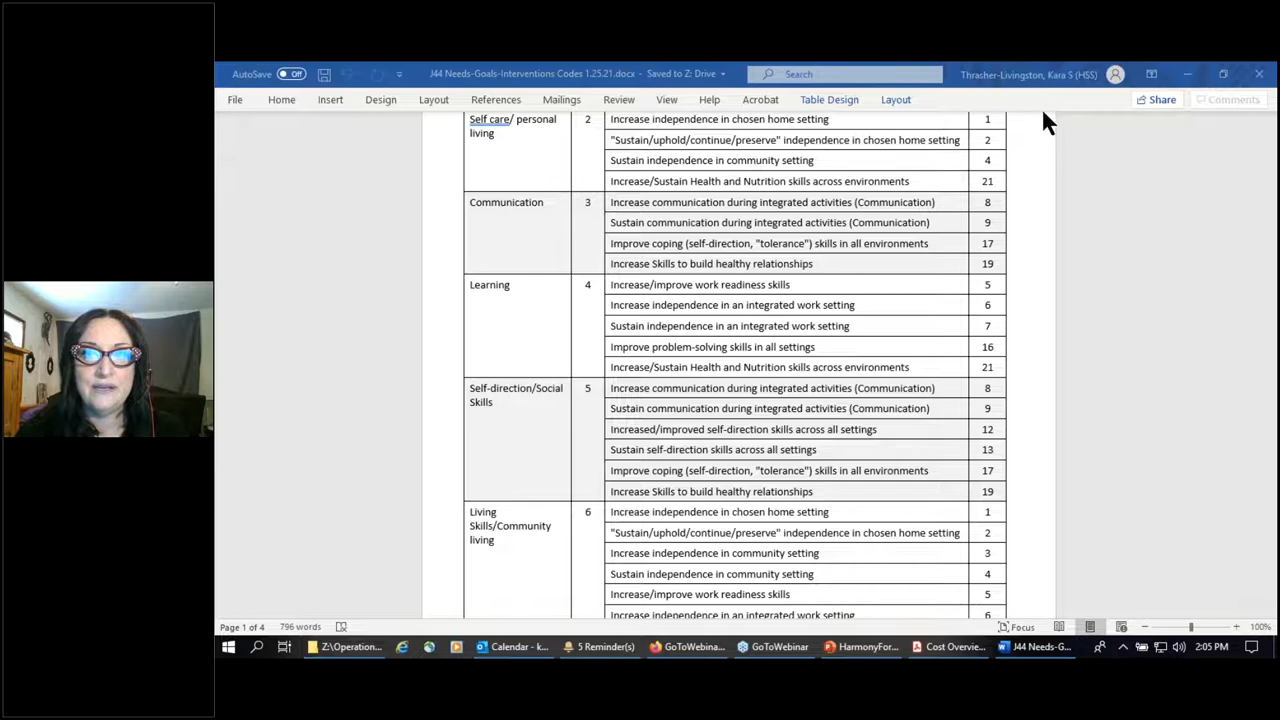 AutoSave Off J44 Needs-Goals-Interventions Codes 1.25.21.docx - Saved to Z: Drive Search Thrasher-Livingston, Kara S (HSS)
File Home Insert Design Layout References Mailings Review View Help Acrobat Table Design Layout Share Comments
Self care/ personal living 2 Increase independence in chosen home setting 1
"Sustain/uphold/continue/preserve" independence in chosen home setting 2
Sustain independence in community setting 4
Increase/Sustain Health and Nutrition skills across environments 21
Communication 3 Increase communication during integrated activities (Communication) 8
Sustain communication during integrated activities (Communication) 9
Improve coping (self-direction, "tolerance") skills in all environments 17
Increase Skills to build healthy relationships 19
Learning 4 Increase/improve work readiness skills 5
Increase independence in an integrated work setting 6
Sustain independence in an integrated work setting 7
Improve problem-solving skills in all settings 16
Increase/Sustain Health and Nutrition skills across environments 21
Self-direction/Social Skills 5 Increase communication during integrated activities (Communication) 8
Sustain communication during integrated activities (Communication) 9
Increased/improved self-direction skills across all settings 12
Sustain self-direction skills across all settings 13
Improve coping (self-direction, "tolerance") skills in all environments 17
Increase Skills to build healthy relationships 19
Living Skills/Community living 6 Increase independence in chosen home setting 1
"Sustain/uphold/continue/preserve" independence in chosen home setting 2
Increase independence in community setting 3
Sustain independence in community setting 4
Increase/improve work readiness skills 5
Increase independence in an integrated work setting 6
Page 1 of 4 796 words Focus 100%
Z:\Operation... Calendar - k... 5 Reminder(s) GoToWebina... GoToWebinar HarmonyFor... Cost Overvie... J44 Needs-G... 2:05 PM